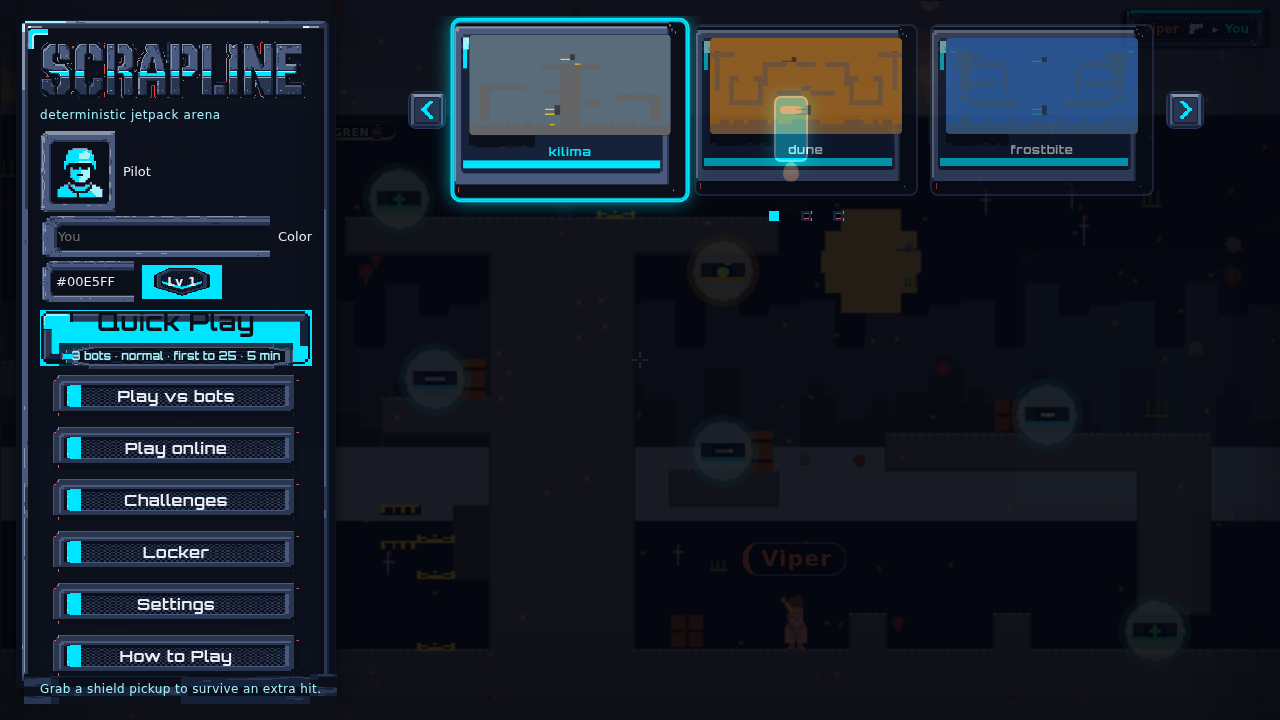 SCRAPLINE
deterministic jetpack arena
Pilot
You
Color
#00E5FF
Lv 1
Quick Play
3 bots · normal · first to 25 · 5 min
Play vs bots
Play online
Challenges
Locker
Settings
How to Play
Grab a shield pickup to survive an extra hit.
kilima
dune
frostbite
Viper
You
GREN
Viper